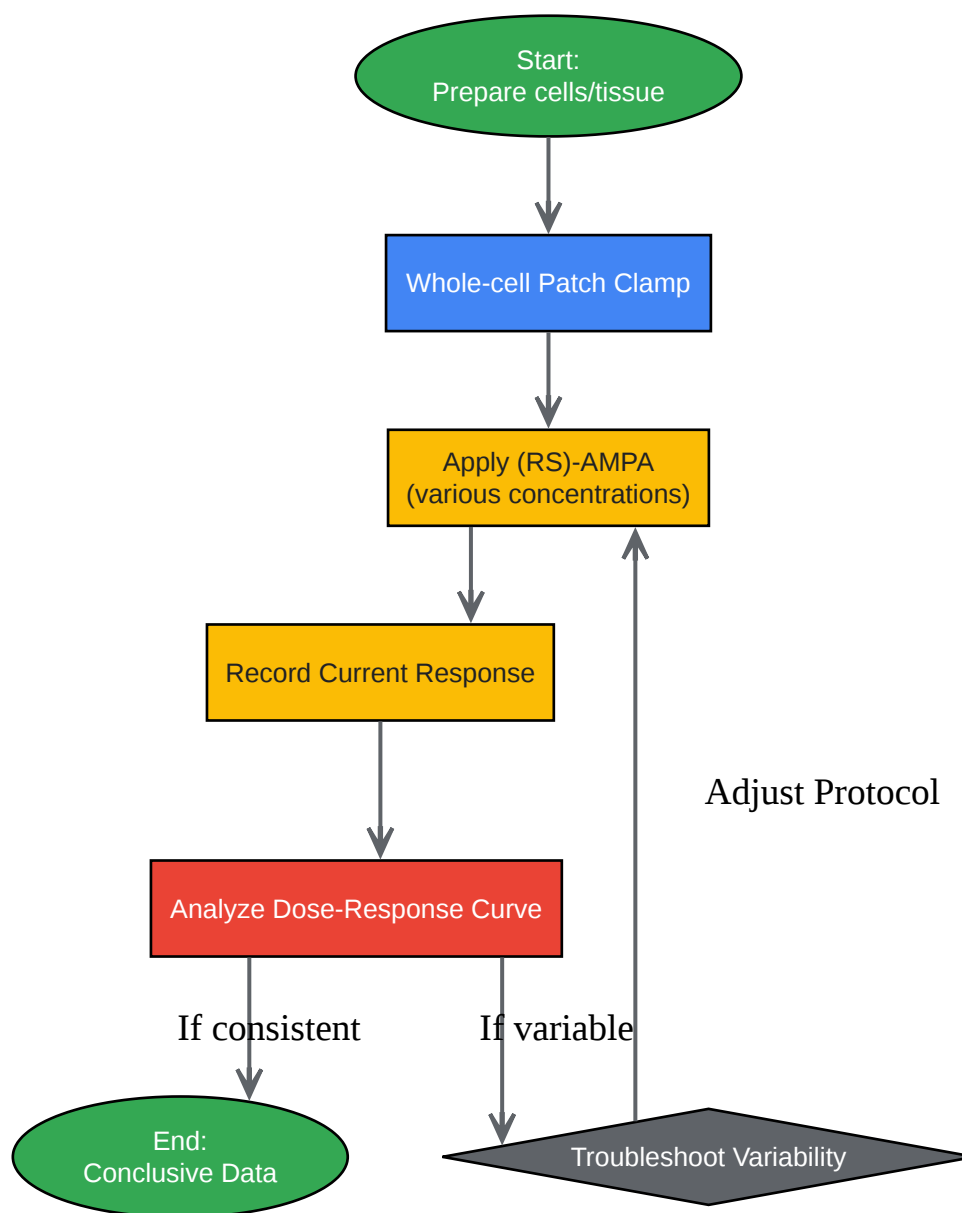 Start:
Prepare cells/tissue
Whole-cell Patch Clamp
Apply (RS)-AMPA
(various concentrations)
Record Current Response
Adjust Protocol
Analyze Dose-Response Curve
If consistent
If variable
End:
Conclusive Data
Troubleshoot Variability